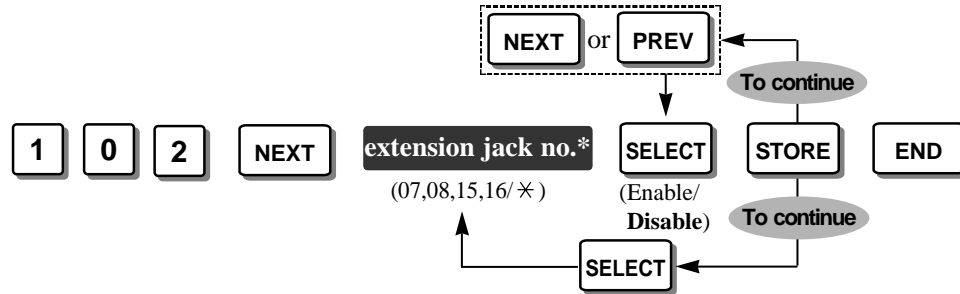 NEXT or PREV
To continue
1 0 2 NEXT extension jack no.* SELECT STORE END
(07,08,15,16/✳) (Enable/
Disable) To continue
SELECT